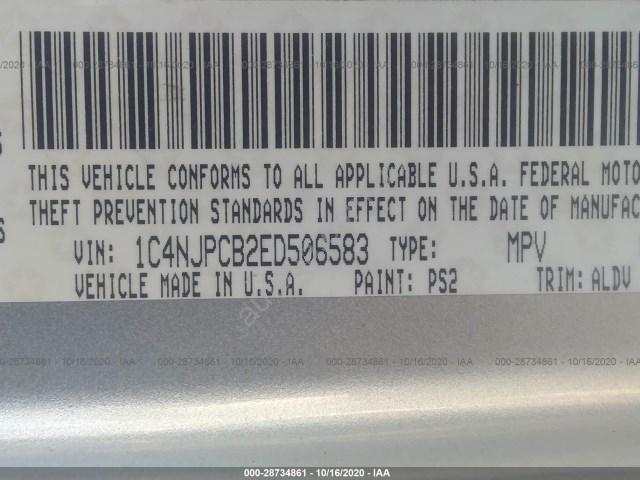 THIS VEHICLE CONFORMS TO ALL APPLICABLE U.S.A. FEDERAL MOTO
THEFT PREVENTION STANDARDS IN EFFECT ON THE DATE OF MANUFAC
VIN: 1C4NJPCB2ED506583 TYPE: MPV
VEHICLE MADE IN U.S.A. PAINT: PS2 TRIM: ALDV
000-28734861 - 10/16/2020 - IAA